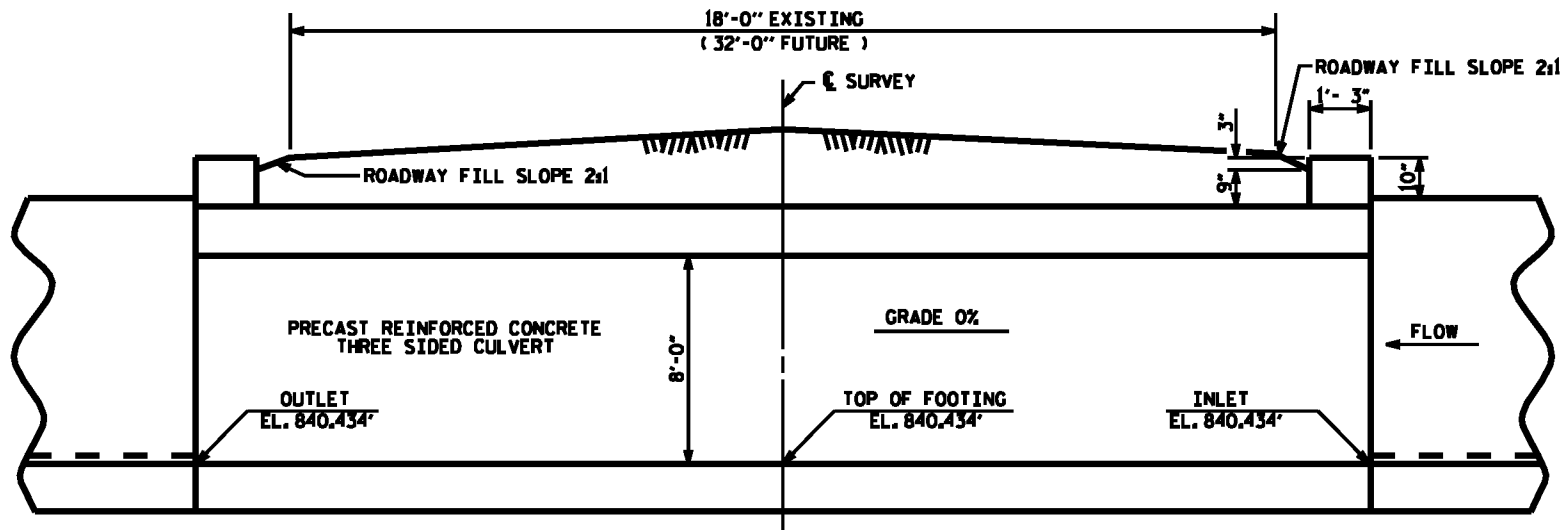 18'-0" EXISTING
( 32'-0" FUTURE )
℄ SURVEY
ROADWAY FILL SLOPE 2:1
1'- 3"
3"
9"
10"
ROADWAY FILL SLOPE 2:1
PRECAST REINFORCED CONCRETE
THREE SIDED CULVERT
8'-0"
GRADE 0%
FLOW
OUTLET
EL. 840.434'
TOP OF FOOTING
EL. 840.434'
INLET
EL. 840.434'